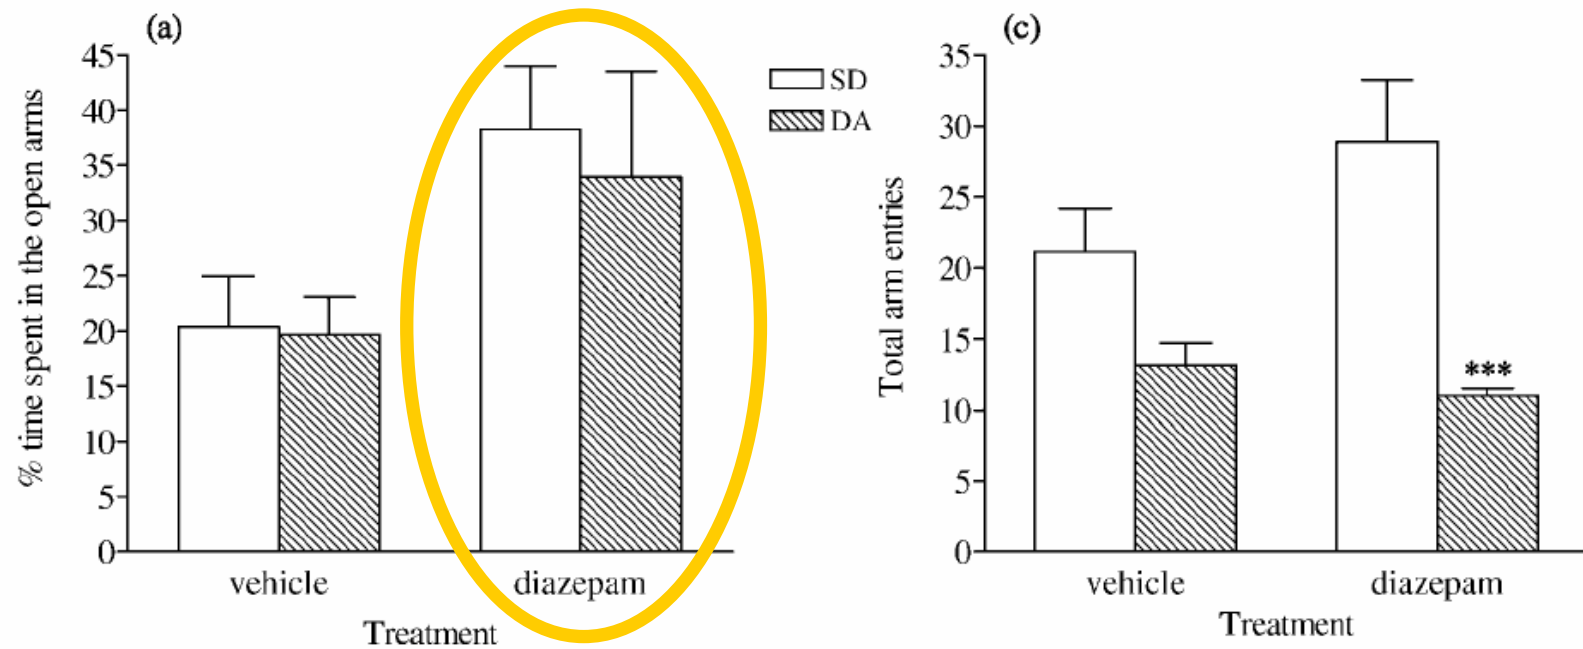 (a)
% time spent in the open arms
45
40
35
30
25
20
15
10
5
0
vehicle diazepam
Treatment
SD
DA
(c)
Total arm entries
35
30
25
20
15
10
5
0
***
vehicle diazepam
Treatment